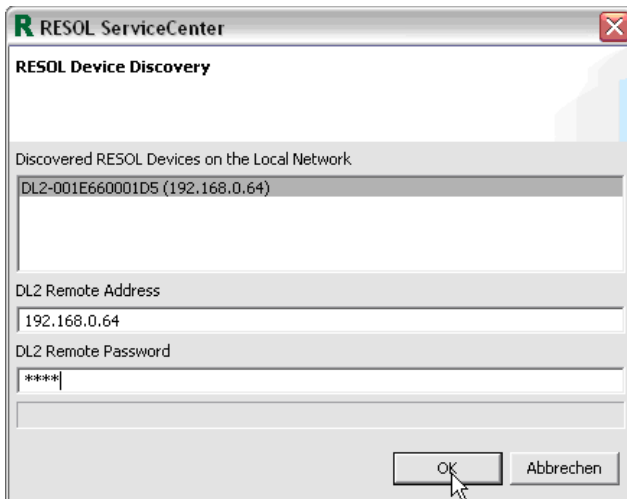 RESOL ServiceCenter
RESOL Device Discovery
Discovered RESOL Devices on the Local Network
DL2-001E660001D5 (192.168.0.64)
DL2 Remote Address
192.168.0.64
DL2 Remote Password
****
OK
Abbrechen